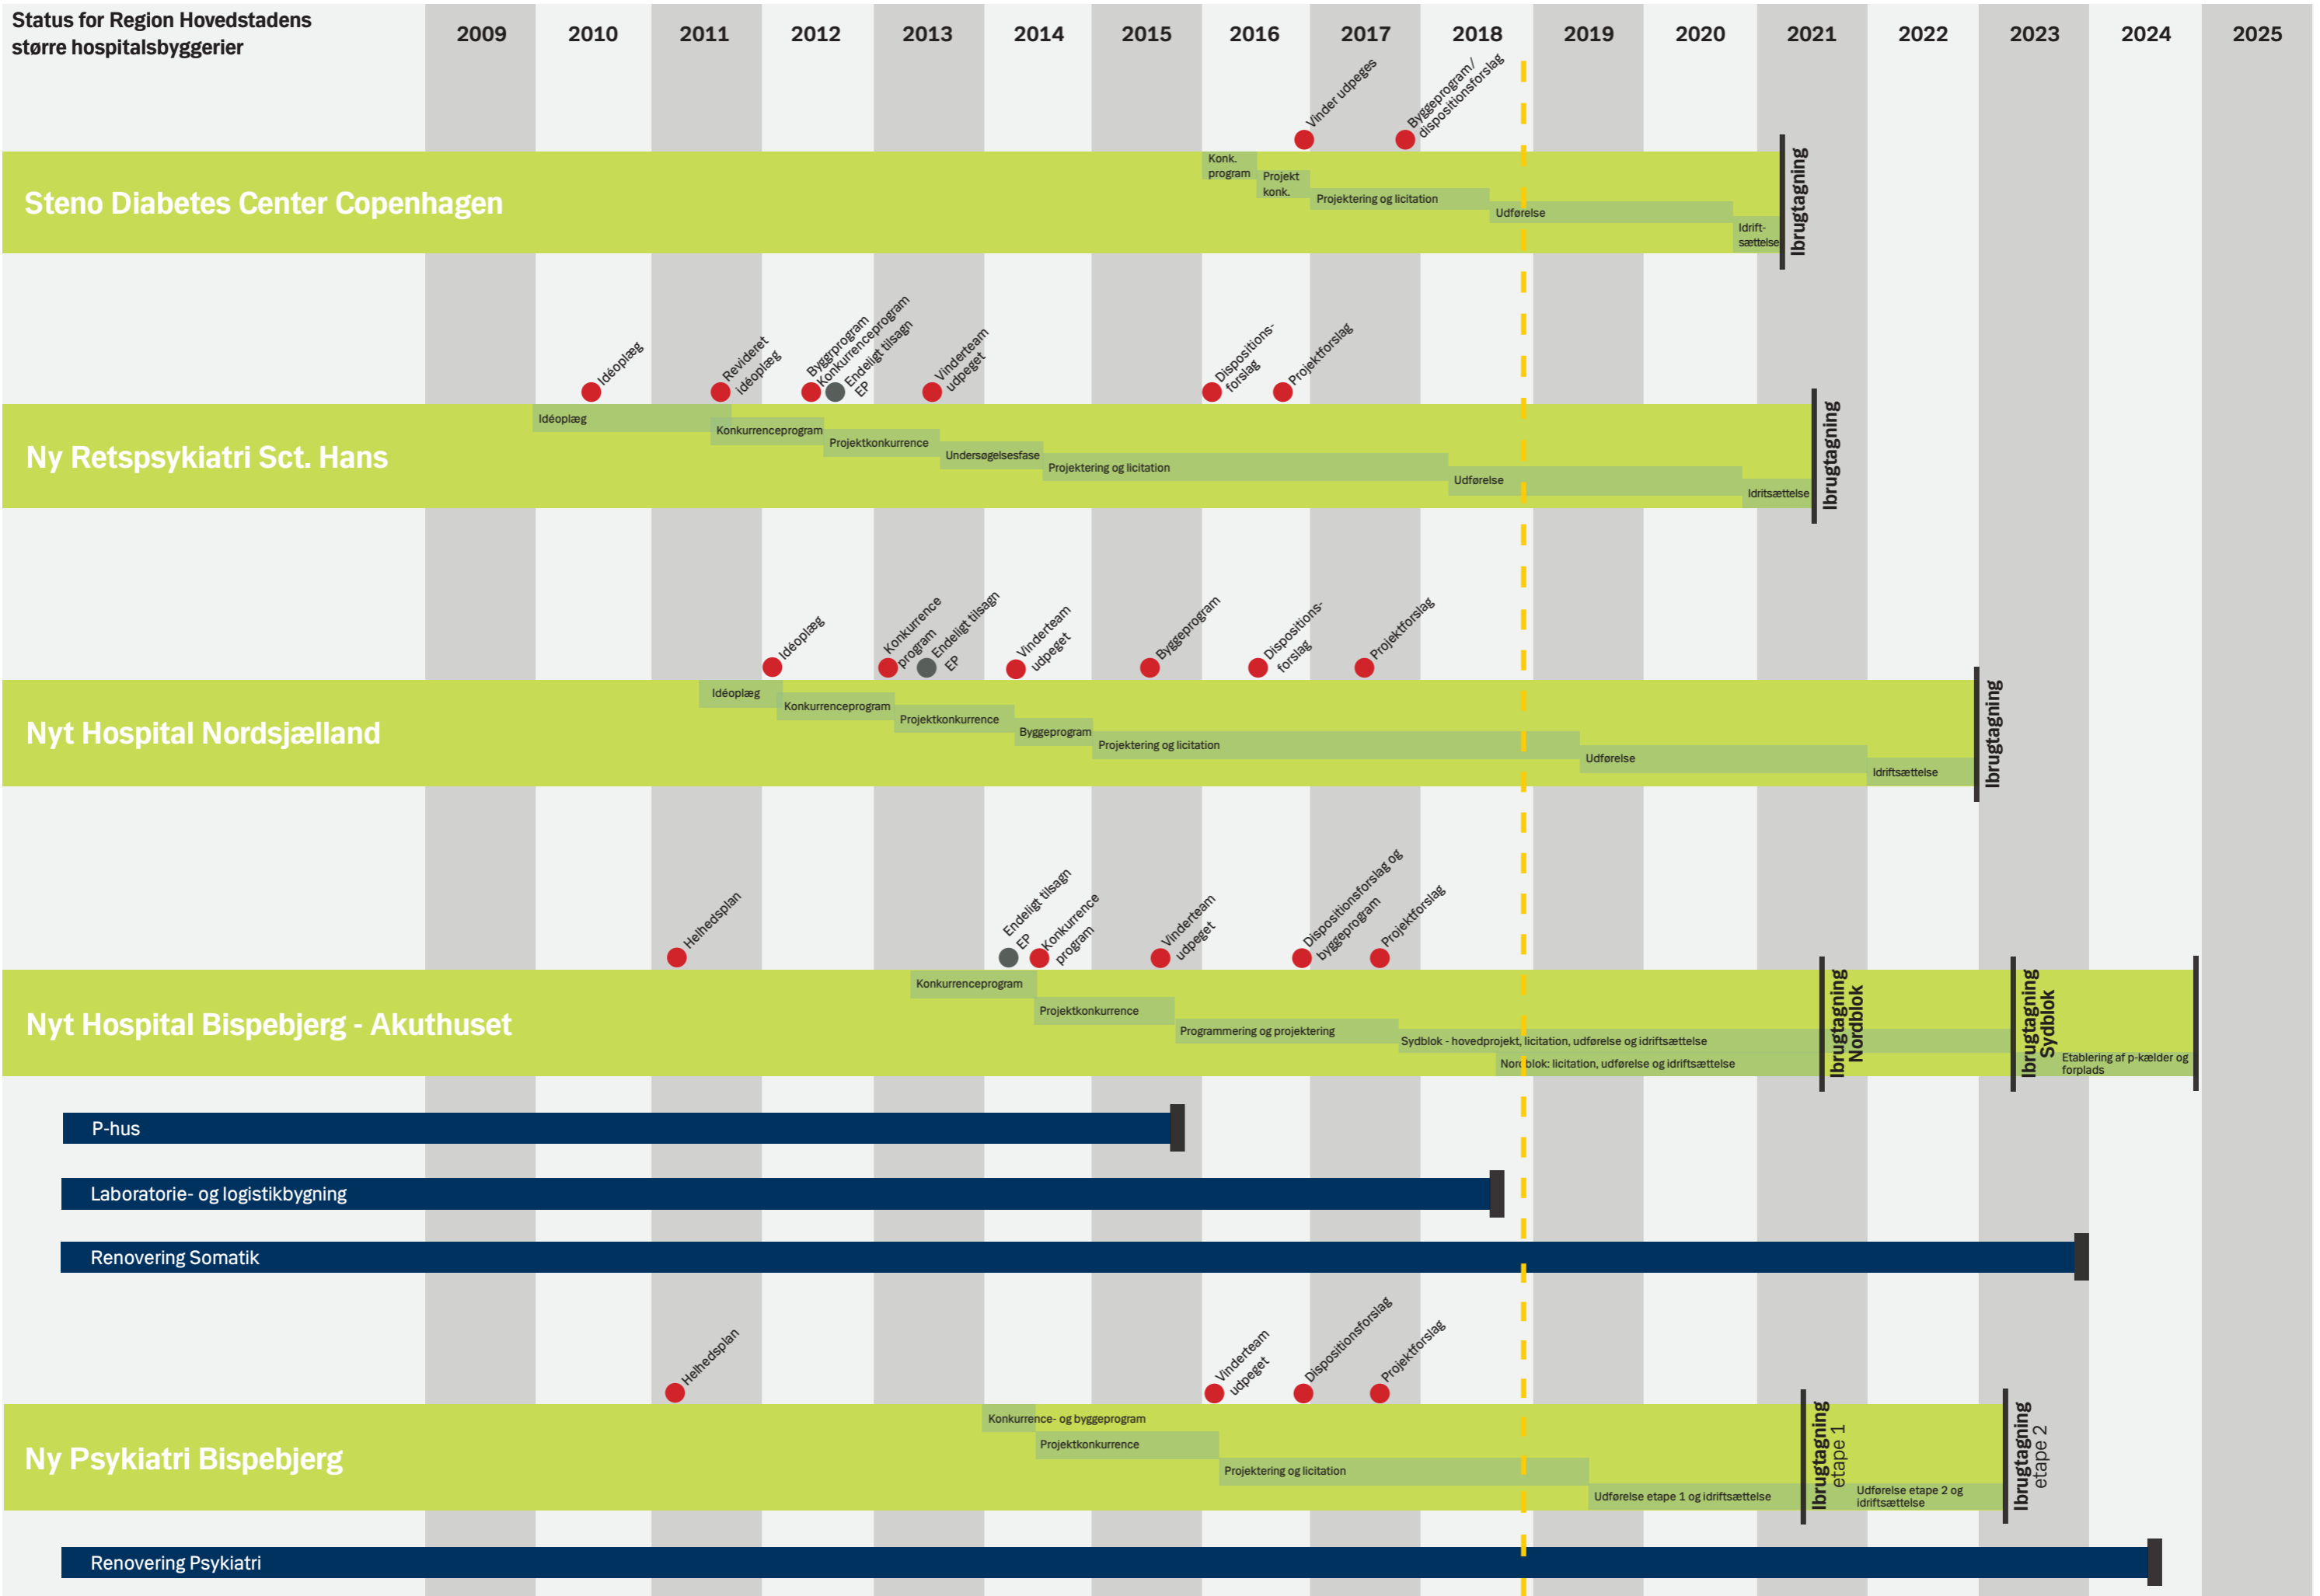 Status for Region Hovedstadens
større hospitalsbyggerier
2009 2010 2011 2012 2013 2014 2015 2016 2017 2018 2019 2020 2021 2022 2023 2024 2025
Vinder udpeges
Byggeprogram/
dispositionsforslag
Steno Diabetes Center Copenhagen
Konk.
program
Projekt
konk.
Projektering og licitation
Udførelse
Idrift-
sættelse
Ibrugtagning
Idéoplæg
Revideret
idéoplæg
Byggrprogram
Konkurrenceprogram
Endeligt tilsagn
EP
Vinderteam
udpeget
Dispositions-
forslag
Projektforslag
Ny Retspsykiatri Sct. Hans
Idéoplæg
Konkurrenceprogram
Projektkonkurrence
Undersøgelsesfase
Projektering og licitation
Udførelse
Idritsættelse
Ibrugtagning
Idéoplæg
Konkurrence
program
Endeligt tilsagn
EP
Vinderteam
udpeget
Byggeprogram
Dispositions-
forslag
Projektforslag
Nyt Hospital Nordsjælland
Idéoplæg
Konkurrenceprogram
Projektkonkurrence
Byggeprogram
Projektering og licitation
Udførelse
Idriftsættelse
Ibrugtagning
Helhedsplan
Endeligt tilsagn
EP
Konkurrence
program
Vinderteam
udpeget
Dispositionsforslag og
byggeprogram
Projektforslag
Nyt Hospital Bispebjerg - Akuthuset
Konkurrenceprogram
Projektkonkurrence
Programmering og projektering
Sydblok - hovedprojekt, licitation, udførelse og idriftsættelse
Nordblok: licitation, udførelse og idriftsættelse
Ibrugtagning
Nordblok
Ibrugtagning
Sydblok
Etablering af p-kælder og
forplads
P-hus
Laboratorie- og logistikbygning
Renovering Somatik
Helhedsplan
Vinderteam
udpeget
Dispositionsforslag
Projektforslag
Ny Psykiatri Bispebjerg
Konkurrence- og byggeprogram
Projektkonkurrence
Projektering og licitation
Udførelse etape 1 og idriftsættelse
Ibrugtagning
etape 1
Udførelse etape 2 og
idriftsættelse
Ibrugtagning
etape 2
Renovering Psykiatri